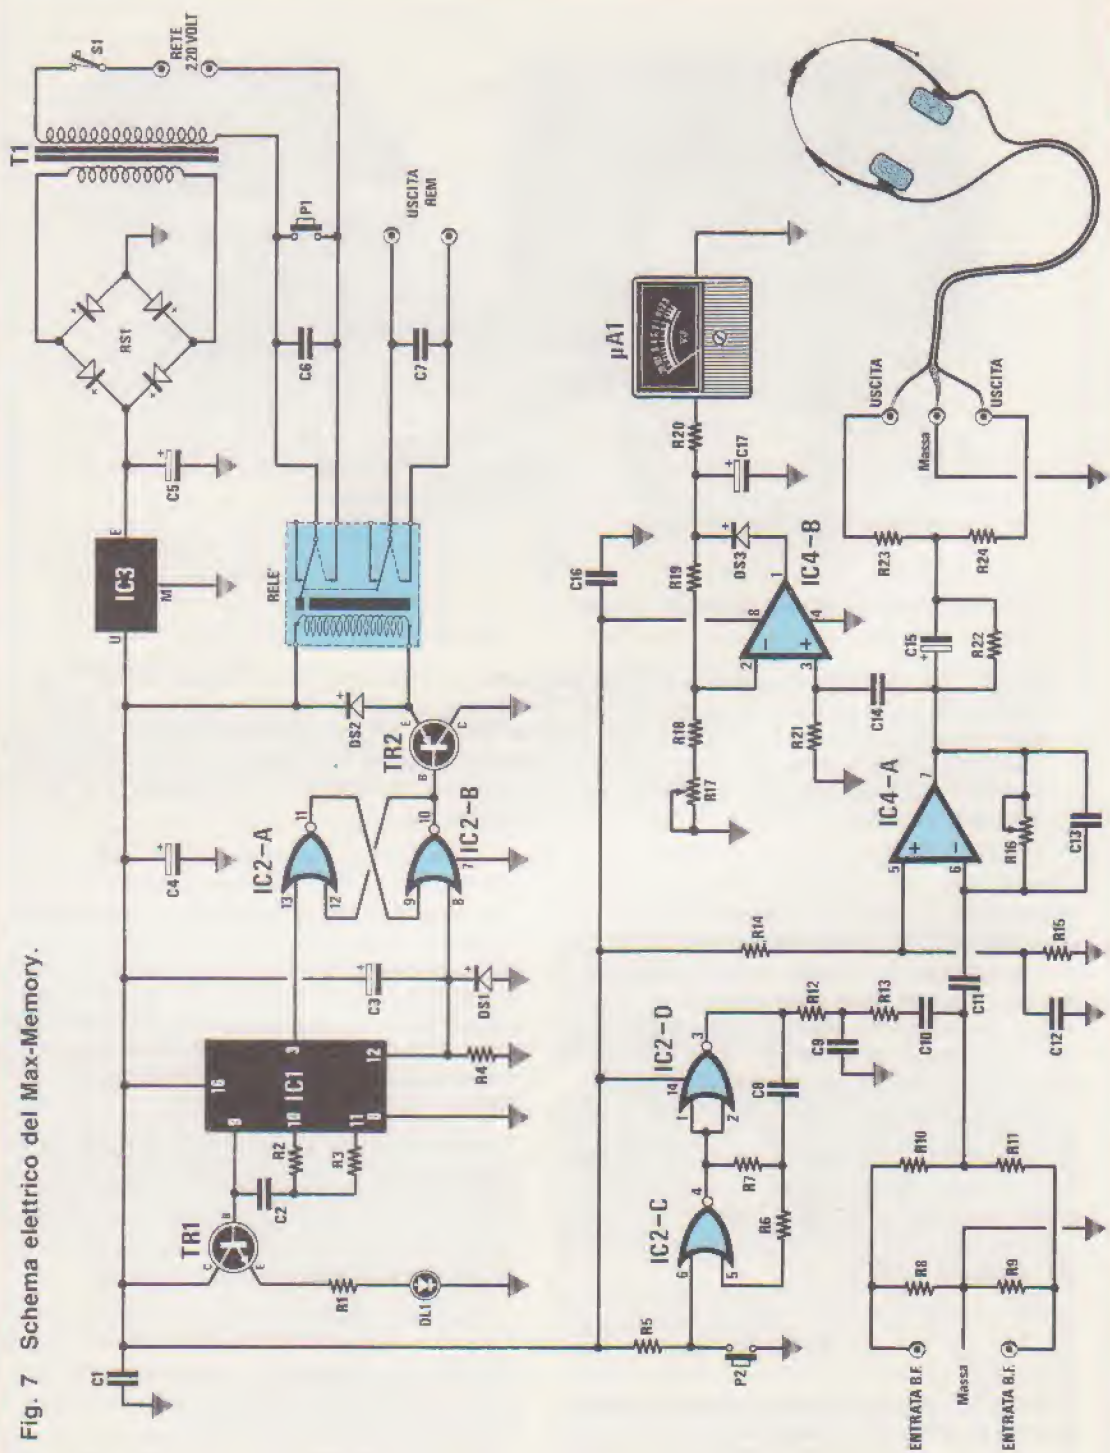 Fig. 7 Schema elettrico del Max-Memory.
C1
TR1
C
B
E
R1
DL1
C2
R2
R3
9
10
11
16
IC1
3
12
8
R4
C3
DS1
C4
IC2-A
13
12
11
IC2-B
9
8
10
7
TR2
B
E
C
DS2
RELE'
U
IC3
E
M
C5
RS1
T1
S1
RETE
220 VOLT
C6
P1
C7
USCITA
REM
R5
P2
IC2-C
6
5
4
R7
R6
IC2-D
14
1
2
3
C8
R12
C9
R13
C10
C11
R14
C12
R15
ENTRATA B.F.
Massa
ENTRATA B.F.
R8
R9
R10
R11
IC4-A
5
6
7
R16
C13
R17
R18
R19
R21
C14
IC4-B
2
3
8
4
1
C16
DS3
C17
R20
µA1
C15
R22
R23
R24
USCITA
Massa
USCITA